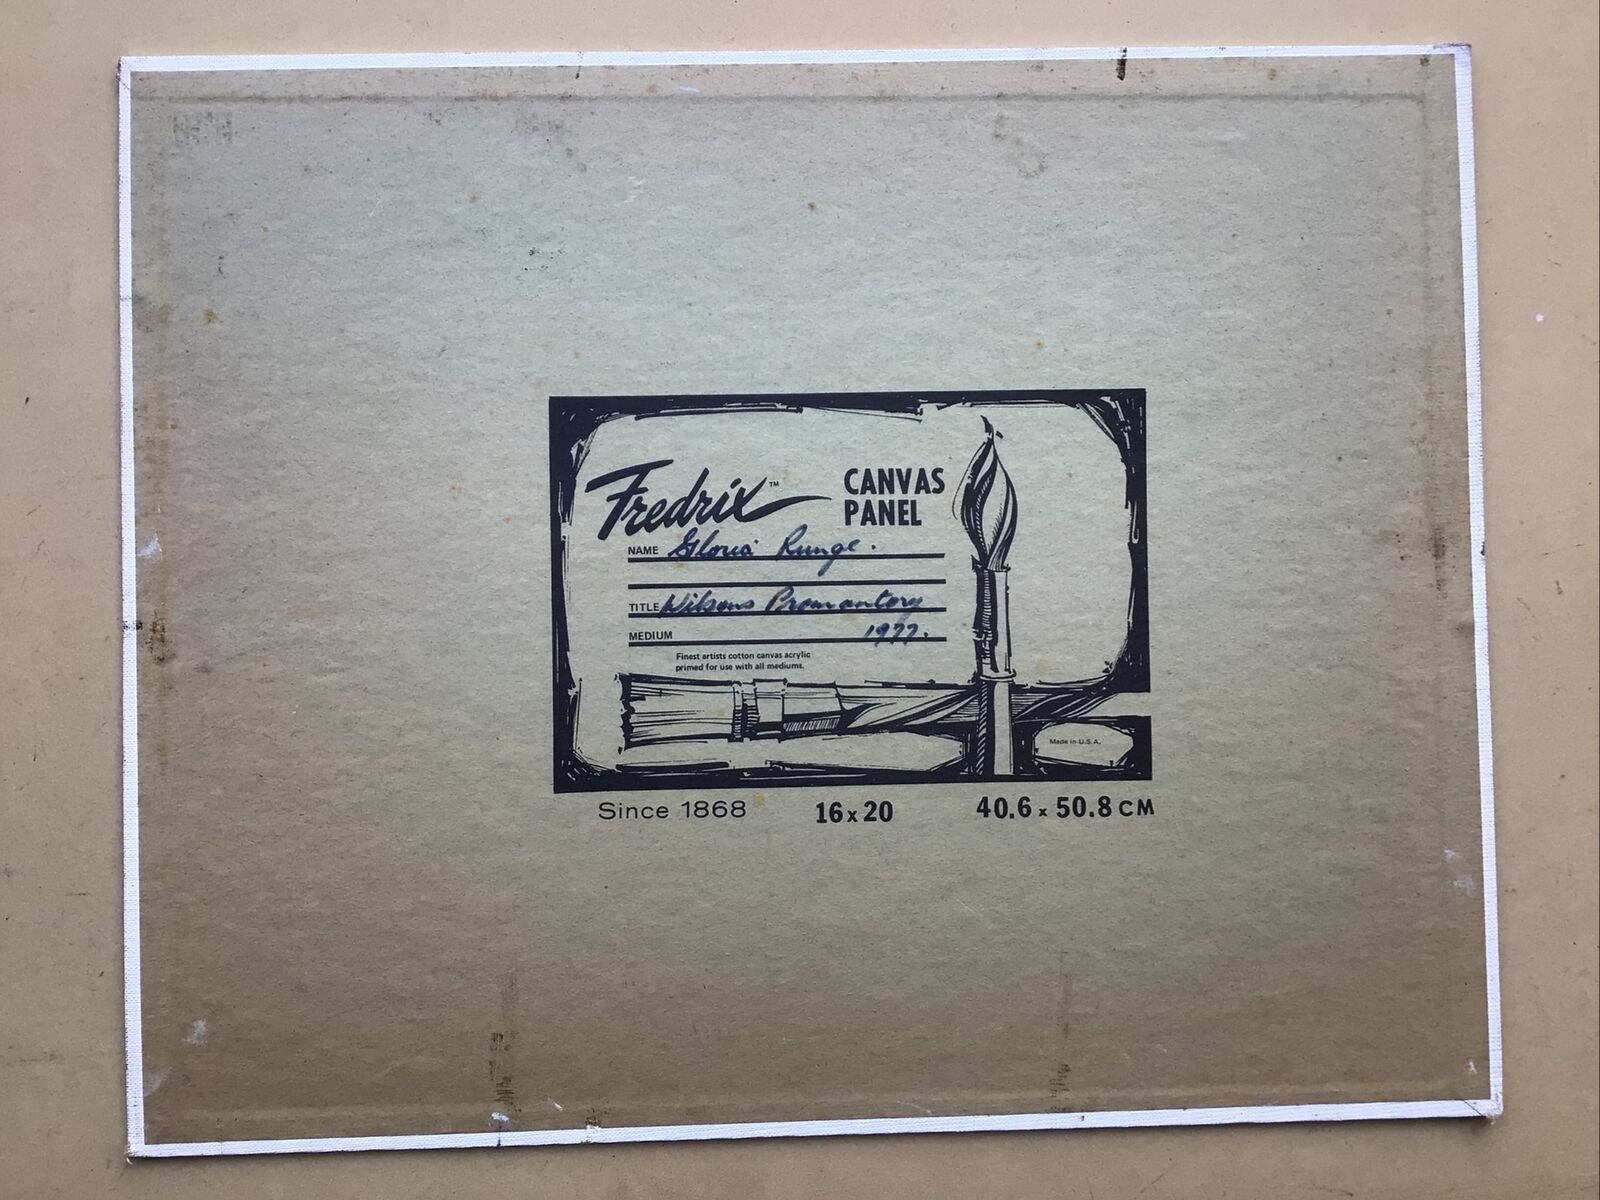 Fredrix™ CANVAS PANEL
NAME Gloria Runge.
TITLE Wilsons Promontory
MEDIUM 1977.
Finest artists cotton canvas acrylic
primed for use with all mediums.
Made in U.S.A.
Since 1868 16x20 40.6 x 50.8 CM